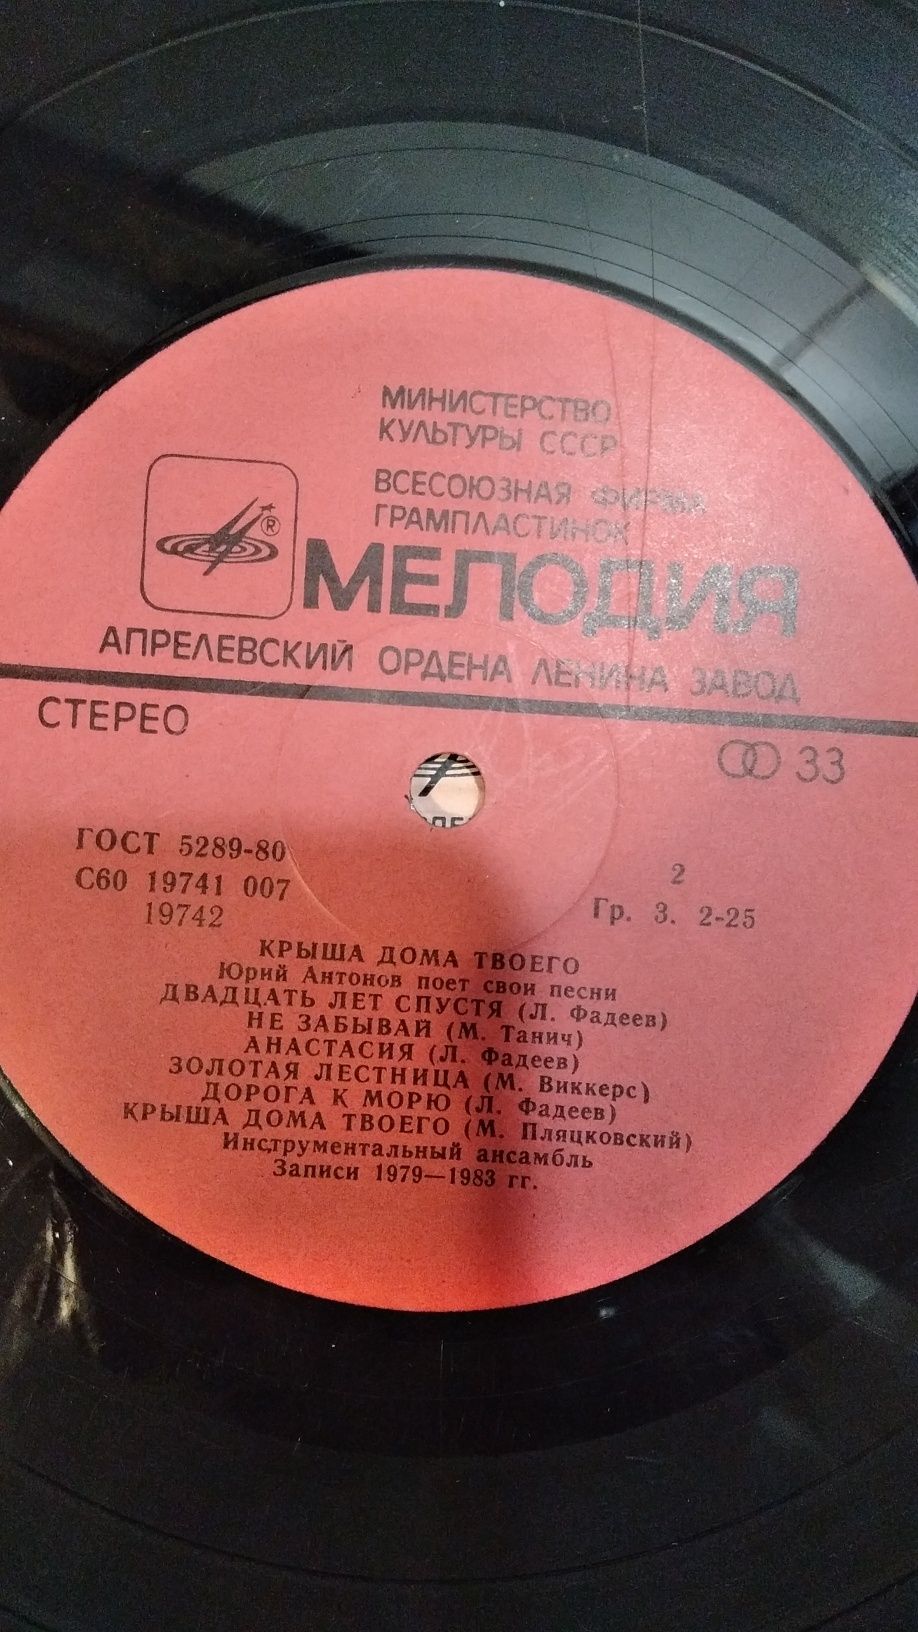 МИНИСТЕРСТВО
КУЛЬТУРЫ СССР
ВСЕСОЮЗНАЯ ФИРМА
ГРАМПЛАСТИНОК
®
МЕЛОДИЯ
АПРЕЛЕВСКИЙ ОРДЕНА ЛЕНИНА ЗАВОД
СТЕРЕО
33
ГОСТ 5289-80
С60 19741 007
19742
2
Гр. 3. 2-25
КРЫША ДОМА ТВОЕГО
Юрий Антонов поет свои песни
ДВАДЦАТЬ ЛЕТ СПУСТЯ (Л. Фадеев)
НЕ ЗАБЫВАЙ (М. Танич)
АНАСТАСИЯ (Л. Фадеев)
ЗОЛОТАЯ ЛЕСТНИЦА (М. Виккерс)
ДОРОГА К МОРЮ (Л. Фадеев)
КРЫША ДОМА ТВОЕГО (М. Пляцковский)
Инструментальный ансамбль
Записи 1979—1983 гг.